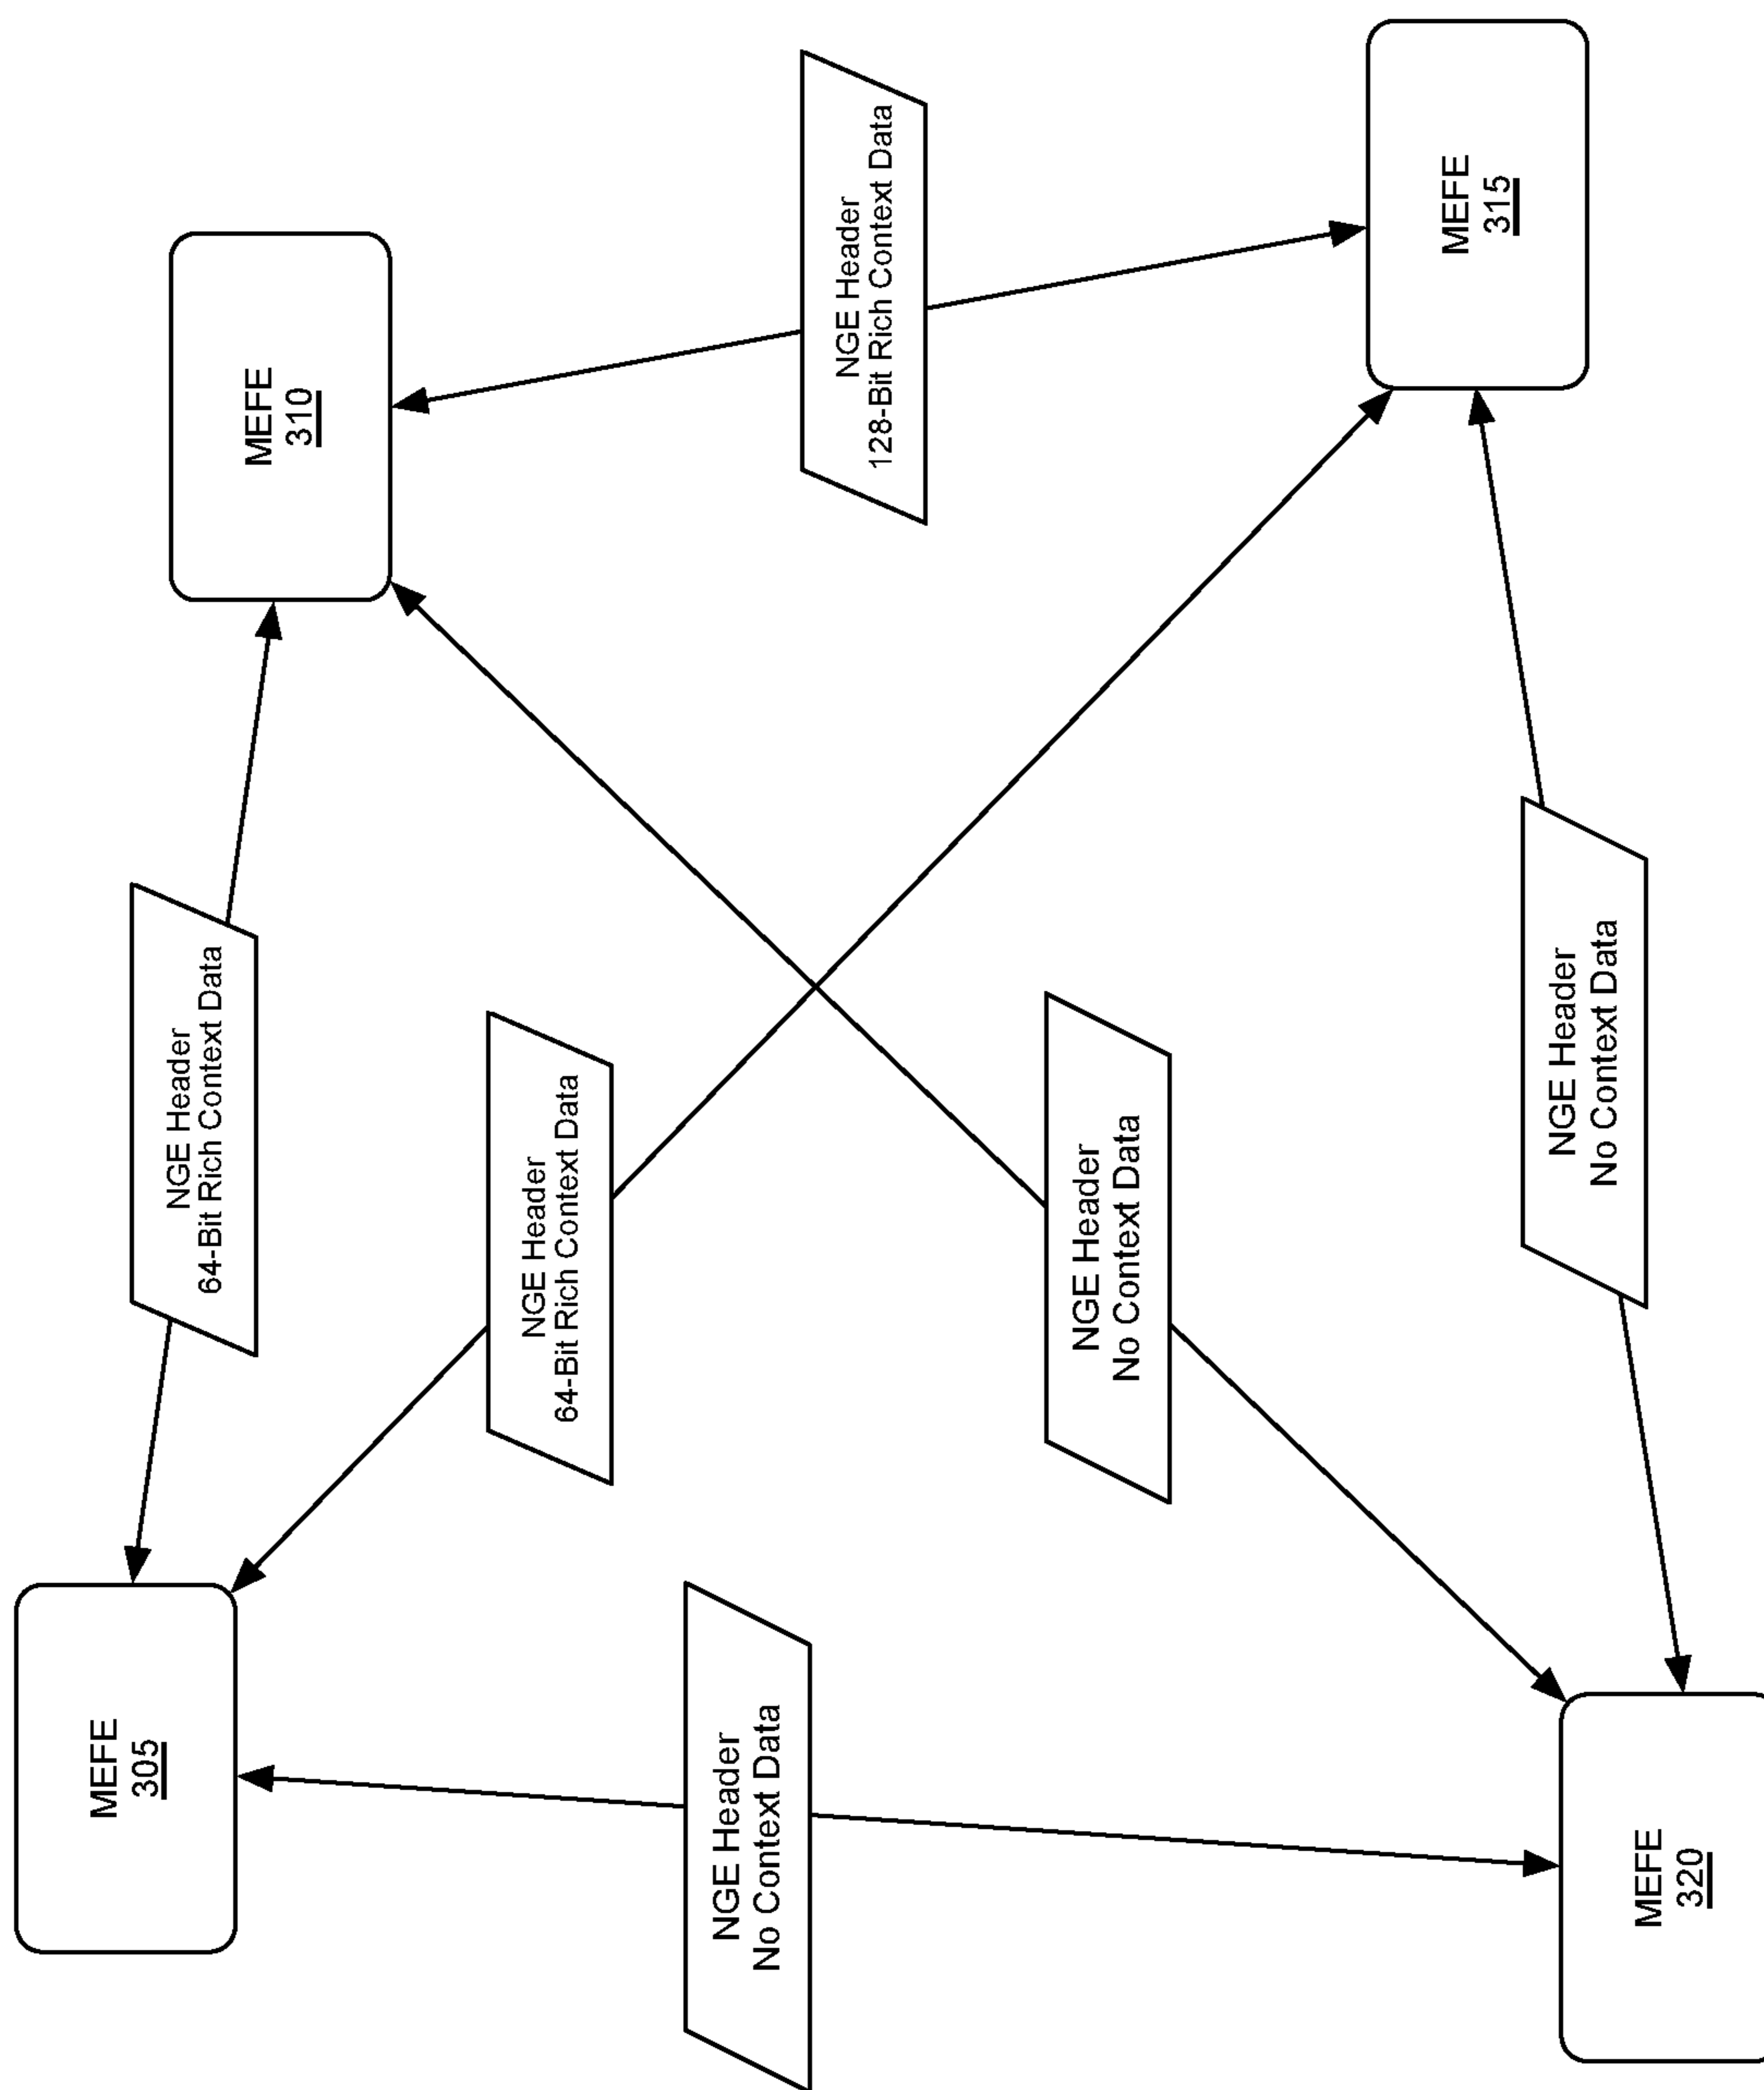 MEFE
305
NGE Header
64-Bit Rich Context Data
MEFE
310
NGE Header
64-Bit Rich Context Data
NGE Header
No Context Data
NGE Header
128-Bit Rich Context Data
NGE Header
No Context Data
MEFE
320
NGE Header
No Context Data
MEFE
315